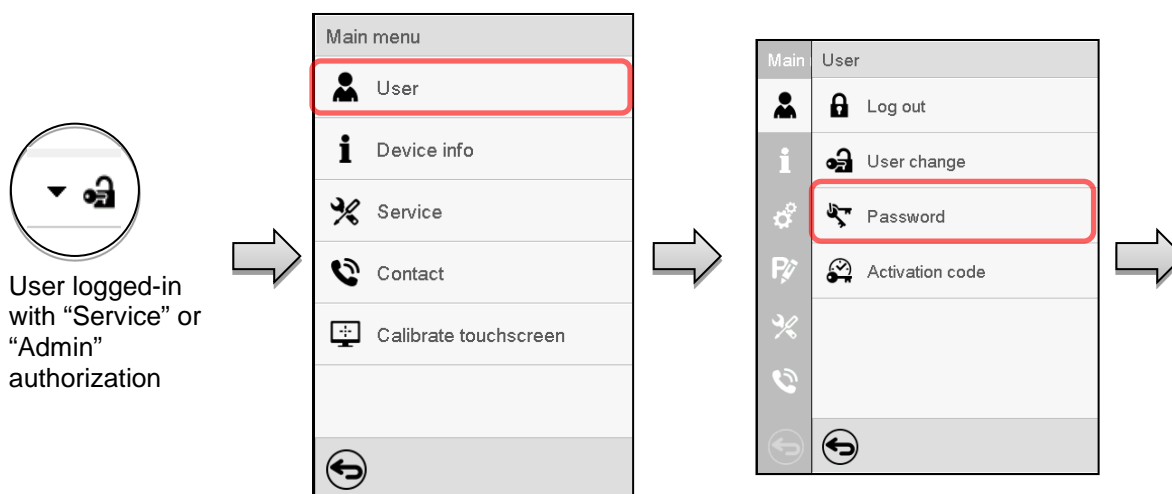 User logged-in
with “Service” or
“Admin”
authorization
Main menu
User
Device info
Service
Contact
Calibrate touchscreen
Main
User
Log out
User change
Password
Activation code